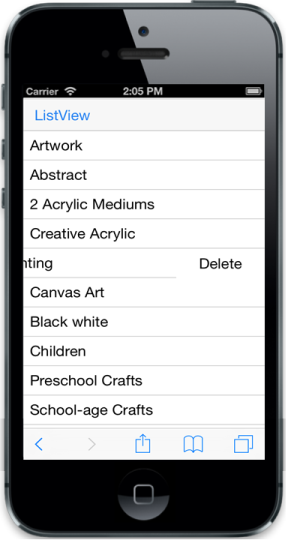 Carrier 2:05 PM
ListView
Artwork
Abstract
2 Acrylic Mediums
Creative Acrylic
nting Delete
Canvas Art
Black white
Children
Preschool Crafts
School-age Crafts